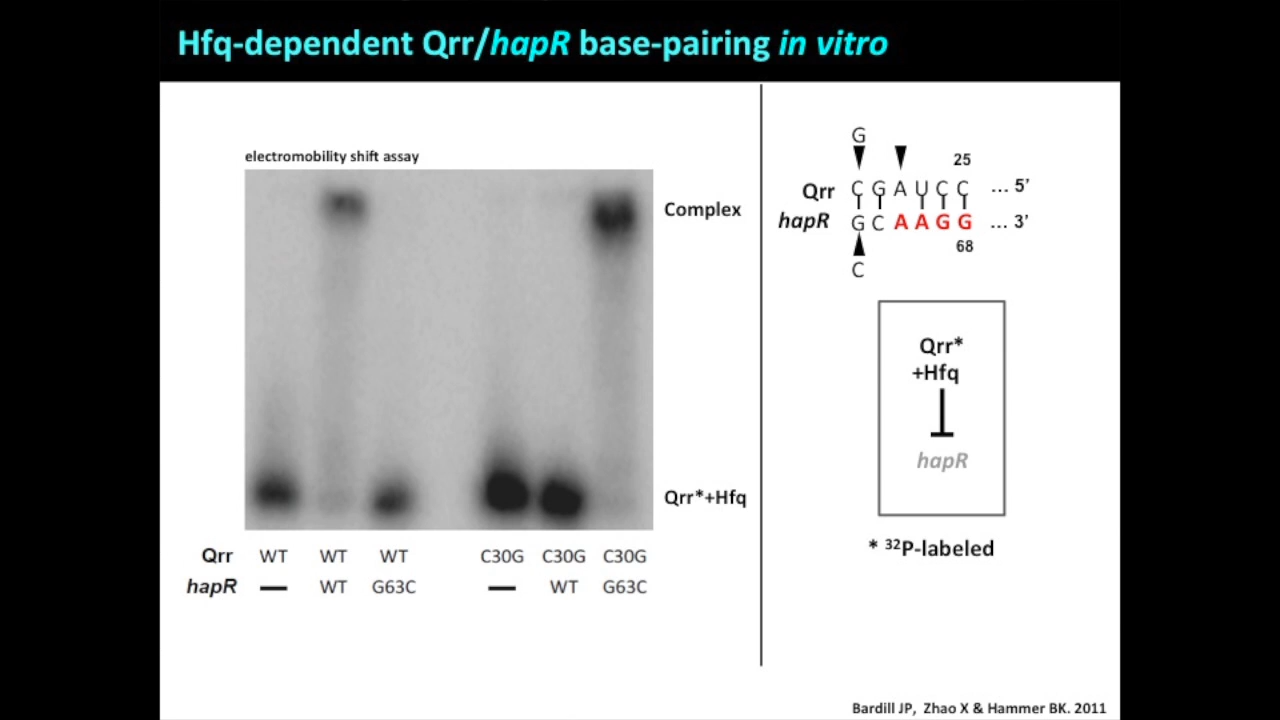 Hfq-dependent Qrr/hapR base-pairing in vitro
electromobility shift assay
Complex
Qrr*+Hfq
Qrr WT WT WT C30G C30G C30G
hapR — WT G63C — WT G63C
G
25
Qrr C G A U C C ... 5’
hapR G C A A G G ... 3’
68
C
Qrr*
+Hfq
hapR
* 32P-labeled
Bardill JP, Zhao X & Hammer BK. 2011